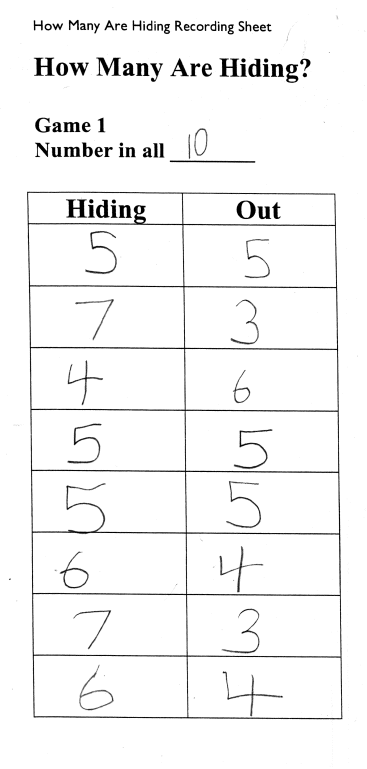 How Many Are Hiding Recording Sheet
How Many Are Hiding?
Game 1
Number in all 10
Hiding Out
5 5
7 3
4 6
5 5
5 5
6 4
7 3
6 4